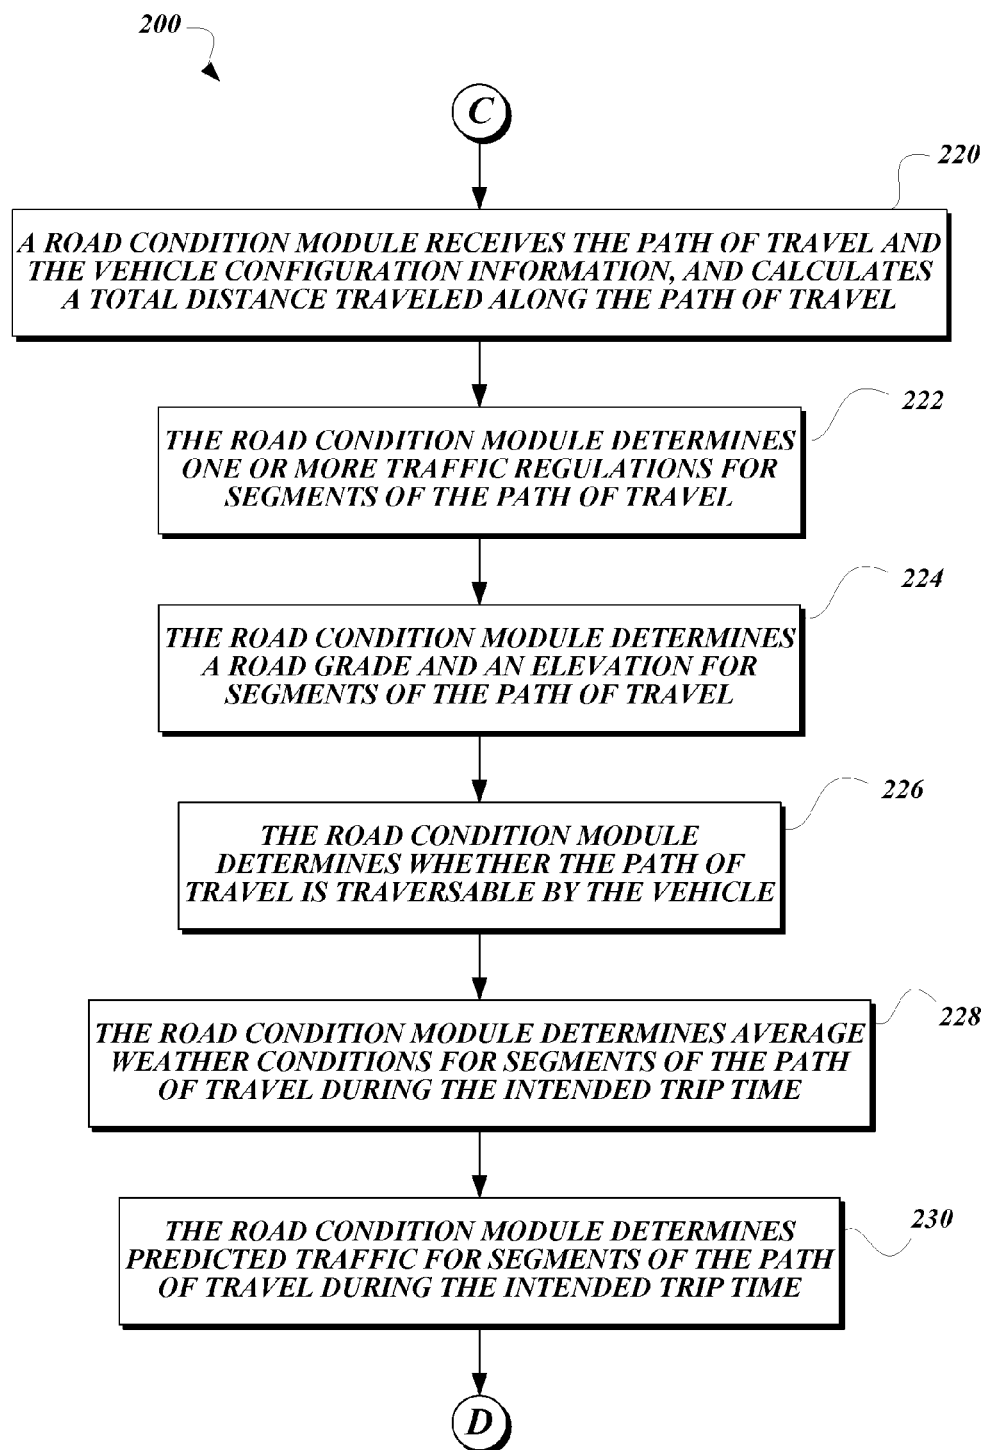 200
C
220
A ROAD CONDITION MODULE RECEIVES THE PATH OF TRAVEL AND
THE VEHICLE CONFIGURATION INFORMATION, AND CALCULATES
A TOTAL DISTANCE TRAVELED ALONG THE PATH OF TRAVEL
222
THE ROAD CONDITION MODULE DETERMINES
ONE OR MORE TRAFFIC REGULATIONS FOR
SEGMENTS OF THE PATH OF TRAVEL
224
THE ROAD CONDITION MODULE DETERMINES
A ROAD GRADE AND AN ELEVATION FOR
SEGMENTS OF THE PATH OF TRAVEL
226
THE ROAD CONDITION MODULE
DETERMINES WHETHER THE PATH OF
TRAVEL IS TRAVERSABLE BY THE VEHICLE
228
THE ROAD CONDITION MODULE DETERMINES AVERAGE
WEATHER CONDITIONS FOR SEGMENTS OF THE PATH
OF TRAVEL DURING THE INTENDED TRIP TIME
230
THE ROAD CONDITION MODULE DETERMINES
PREDICTED TRAFFIC FOR SEGMENTS OF THE PATH
OF TRAVEL DURING THE INTENDED TRIP TIME
D